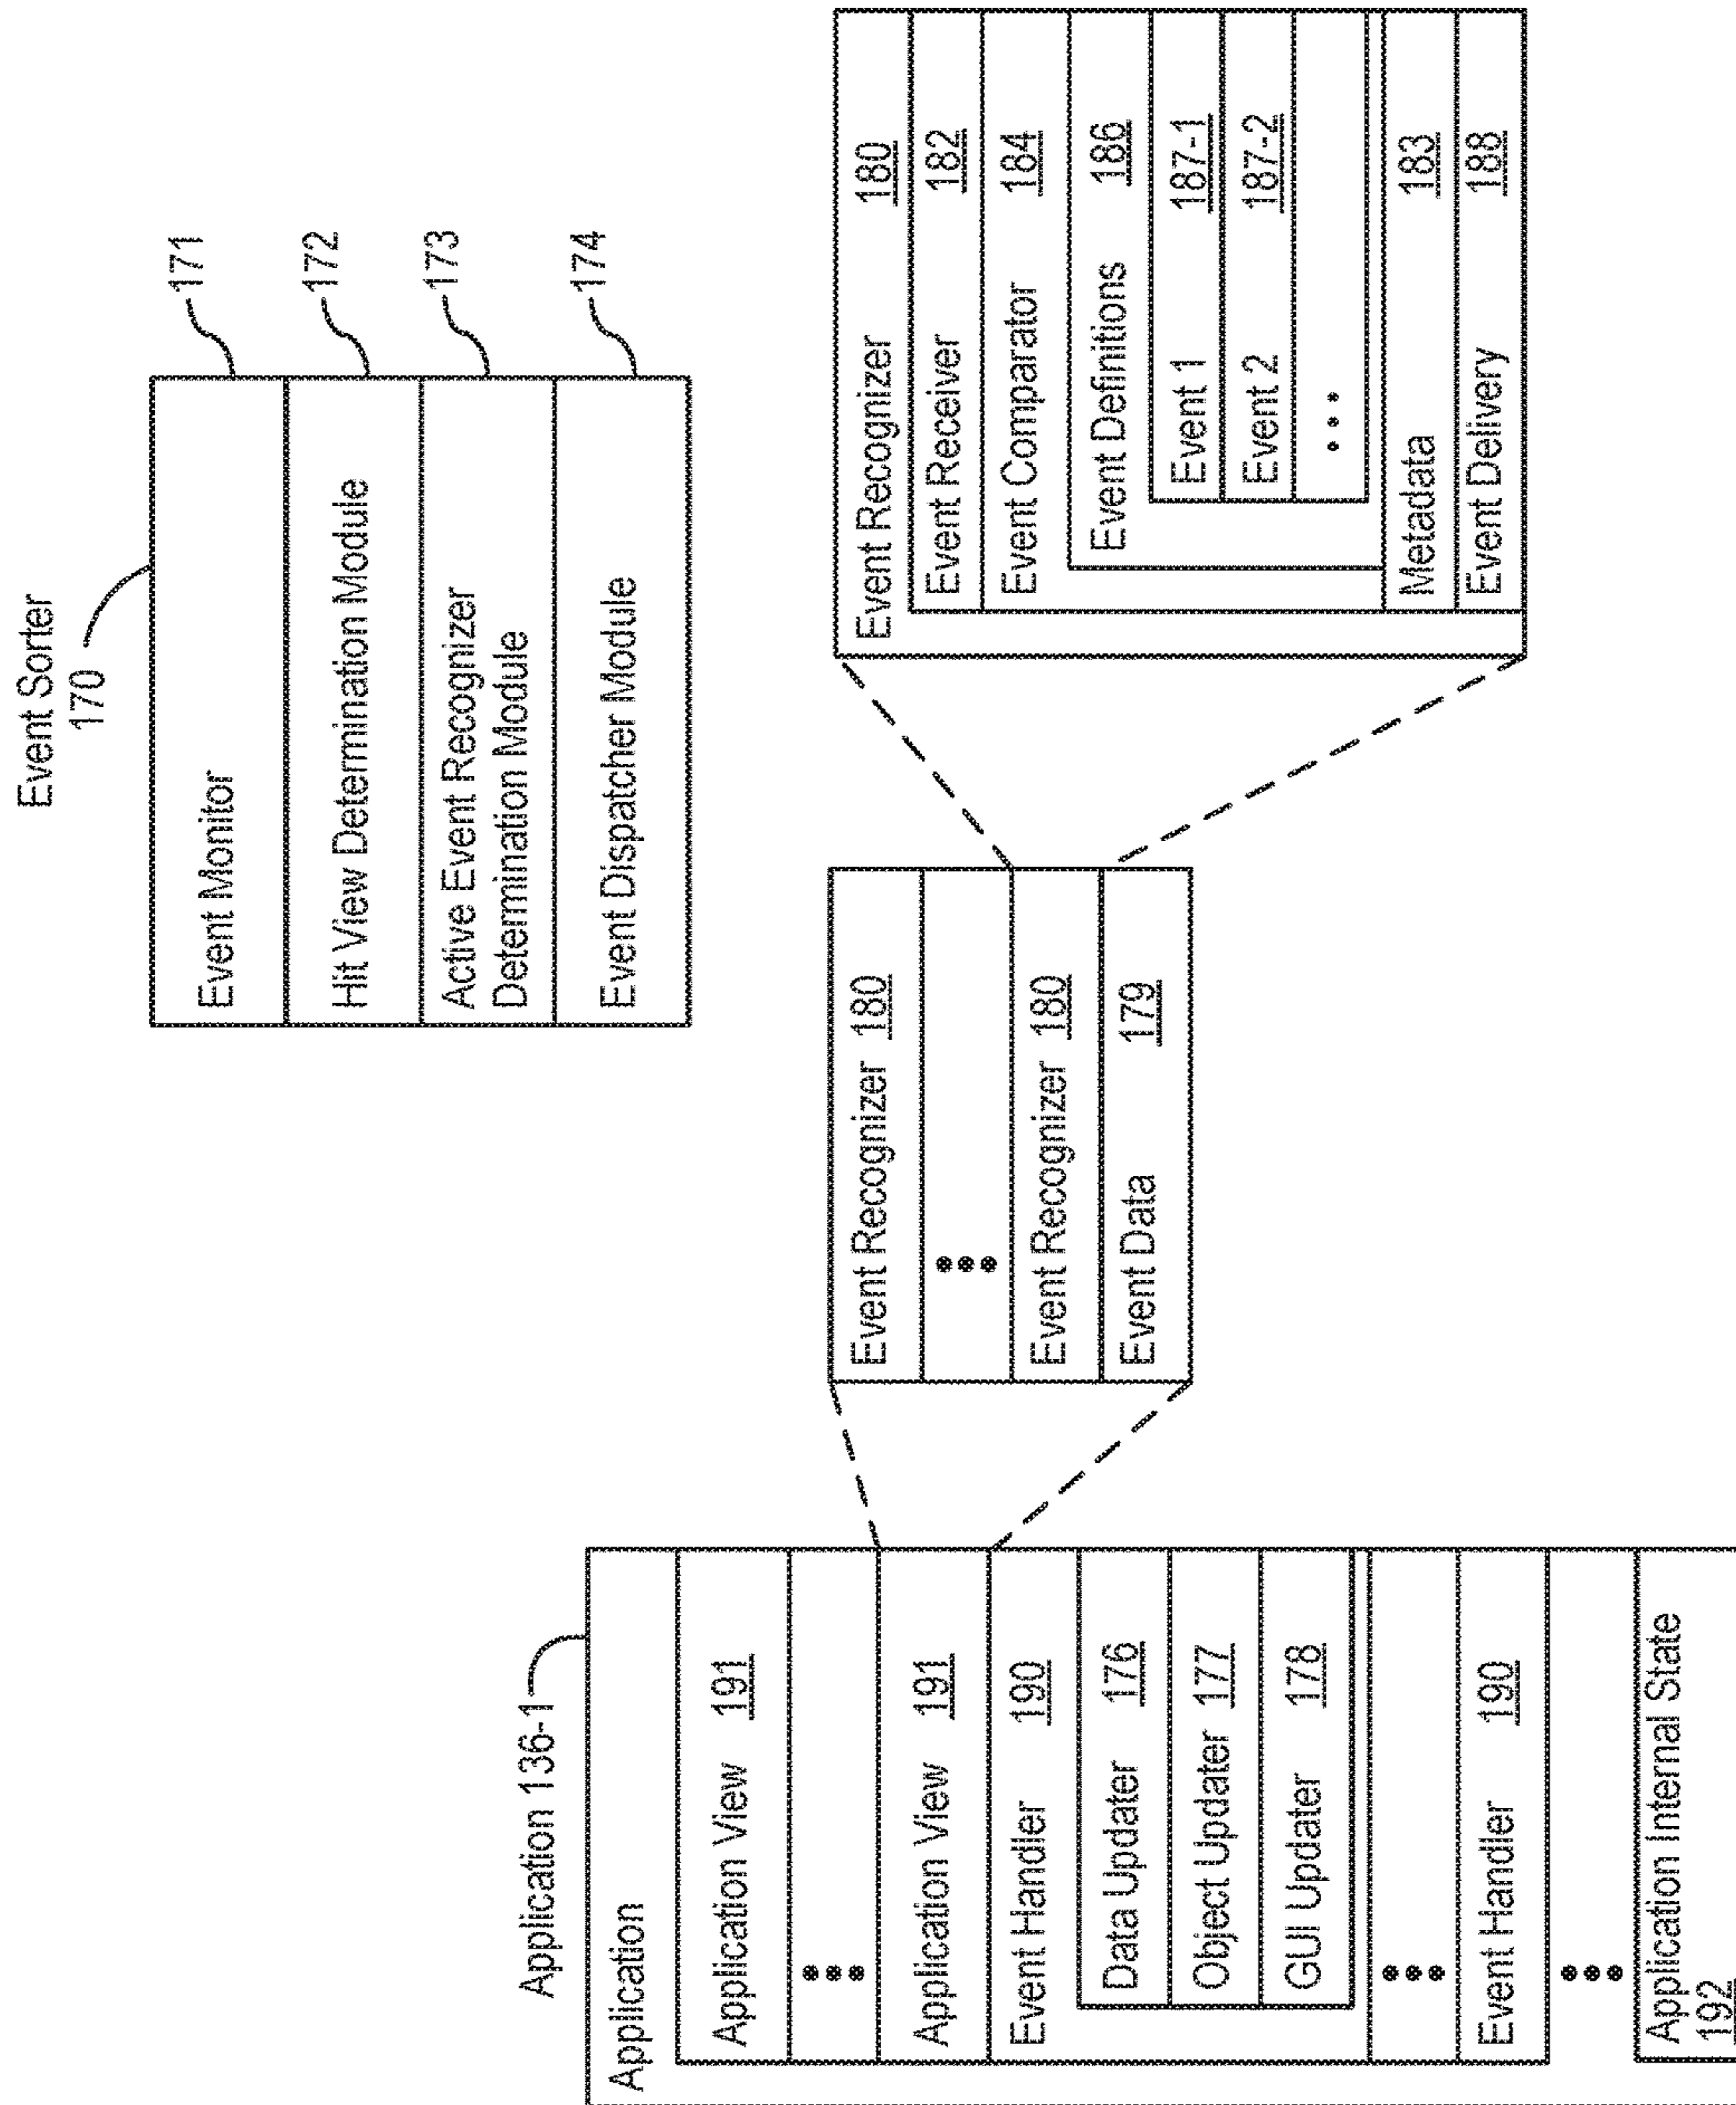 Event Sorter
170
Event Monitor
171
Hit View Determination Module
172
Active Event Recognizer
Determination Module
173
Event Dispatcher Module
174
Application 136-1
Application
Application View 191
•••
Application View 191
Event Handler 190
Data Updater 176
Object Updater 177
GUI Updater 178
•••
Event Handler 190
•••
Application Internal State
192
Event Recognizer 180
•••
Event Recognizer 180
Event Data 179
Event Recognizer 180
Event Receiver 182
Event Comparator 184
Event Definitions 186
Event 1 187-1
Event 2 187-2
•••
Metadata 183
Event Delivery 188